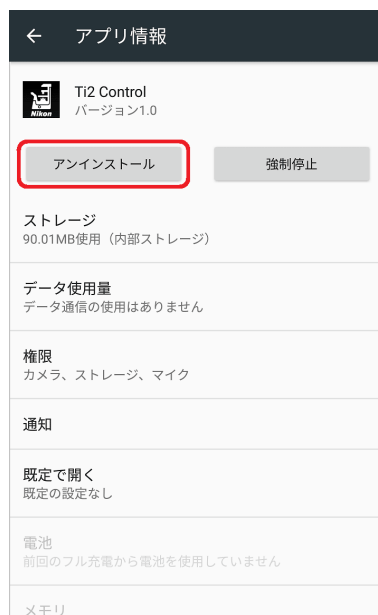 アプリ情報
Ti2 Control
Nikon
バージョン1.0
アンインストール
強制停止
ストレージ
90.01MB使用（内部ストレージ）
データ使用量
データ通信の使用はありません
権限
カメラ、ストレージ、マイク
通知
既定で開く
既定の設定なし
電池
前回のフル充電から電池を使用していません
メモリ